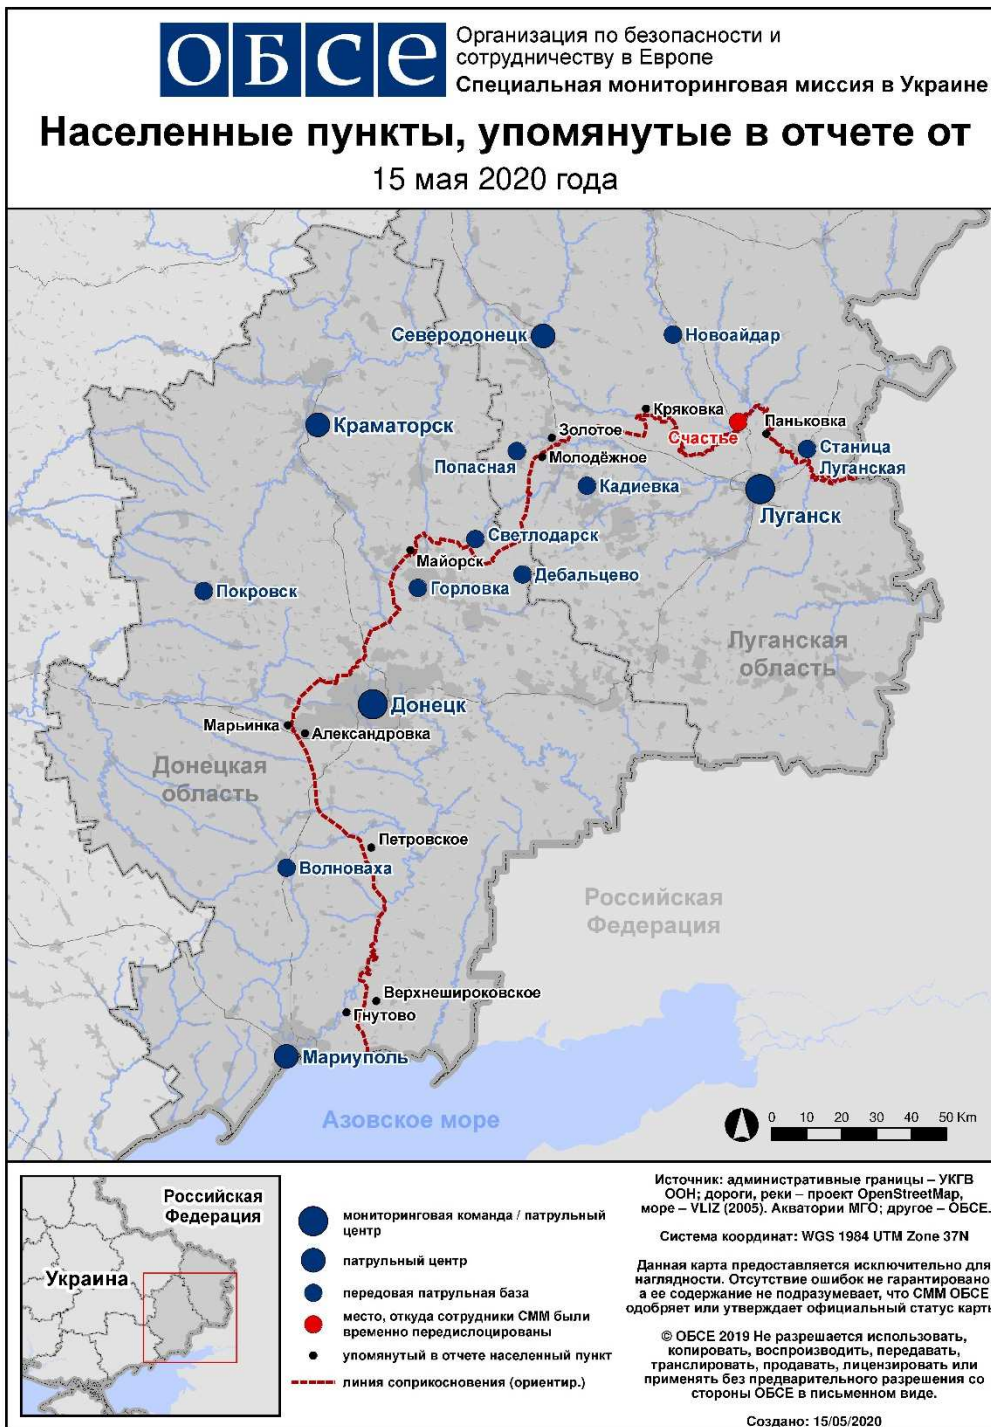 ОБСЕ
Организация по безопасности и
сотрудничеству в Европе
Специальная мониторинговая миссия в Украине
Населенные пункты, упомянутые в отчете от
15 мая 2020 года
Северодонецк
Новоайдар
Кряковка
Краматорск
Золотое
Счастье
Паньковка
Попасная
Молодёжное
Станица
Луганская
Кадиевка
Луганск
Светлодарск
Майорск
Дебальцево
Покровск
Горловка
Луганская
область
Донецк
Марьинка
Александровка
Донецкая
область
Петровское
Волноваха
Российская
Федерация
Верхнешироковское
Гнутово
Мариуполь
Азовское море
0 10 20 30 40 50 Km
Российская
Федерация
Украина
мониторинговая команда / патрульный
центр
патрульный центр
передовая патрульная база
место, откуда сотрудники СММ были
временно передислоцированы
упомянутый в отчете населенный пункт
линия соприкосновения (ориентир.)
Источник: административные границы – УКГВ
ООН; дороги, реки – проект OpenStreetMap,
море – VLIZ (2005). Акватории МГО; другое – ОБСЕ.
Система координат: WGS 1984 UTM Zone 37N
Данная карта предоставляется исключительно для
наглядности. Отсутствие ошибок не гарантировано
а ее содержание не подразумевает, что СММ ОБСЕ
одобряет или утверждает официальный статус карты
© ОБСЕ 2019 Не разрешается использовать,
копировать, воспроизводить, передавать,
транслировать, продавать, лицензировать или
применять без предварительного разрешения со
стороны ОБСЕ в письменном виде.
Создано: 15/05/2020